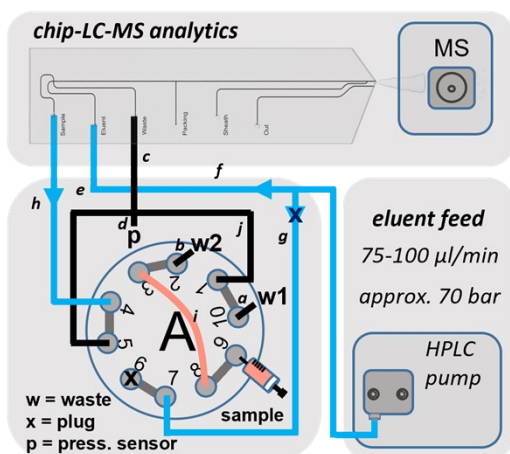 chip-LC-MS analytics
MS
Sample
Eluent
Waste
Packing
Sheath
Out
c
f
e
h
d
p
j
x
g
eluent feed
75-100 µl/min
approx. 70 bar
HPLC
pump
b
w2
a
w1
3
2
1
10
4
5
i
A
x
6
7
8
9
sample
w = waste
x = plug
p = press. sensor